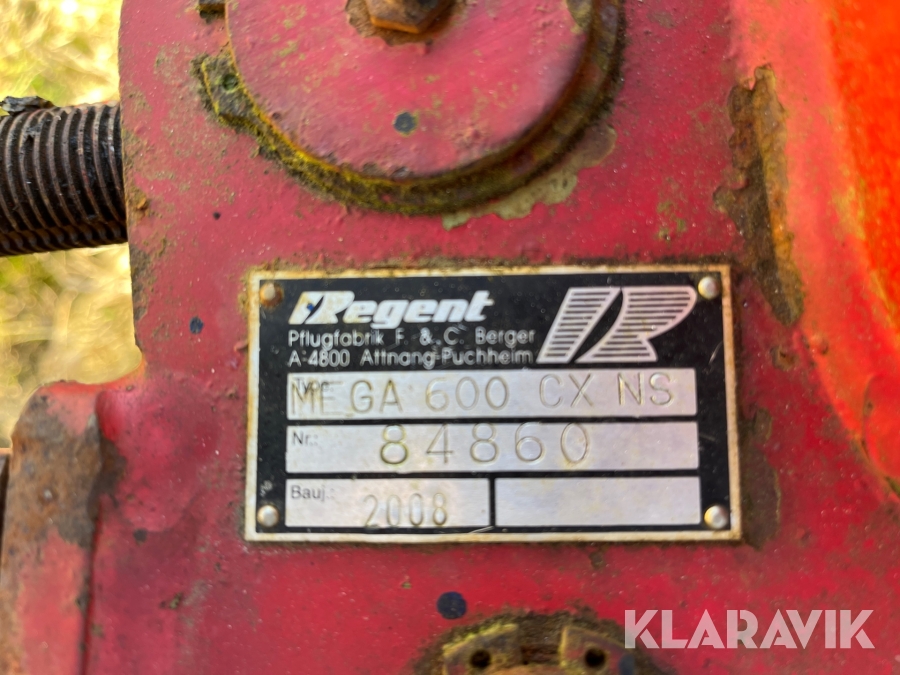 Regent
Pflugfabrik F. & C. Berger
A-4800 Attnang-Puchheim
Type: MEGA 600 CX NS
Nr.: 84860
Bauj.: 2008
KLARAVIK